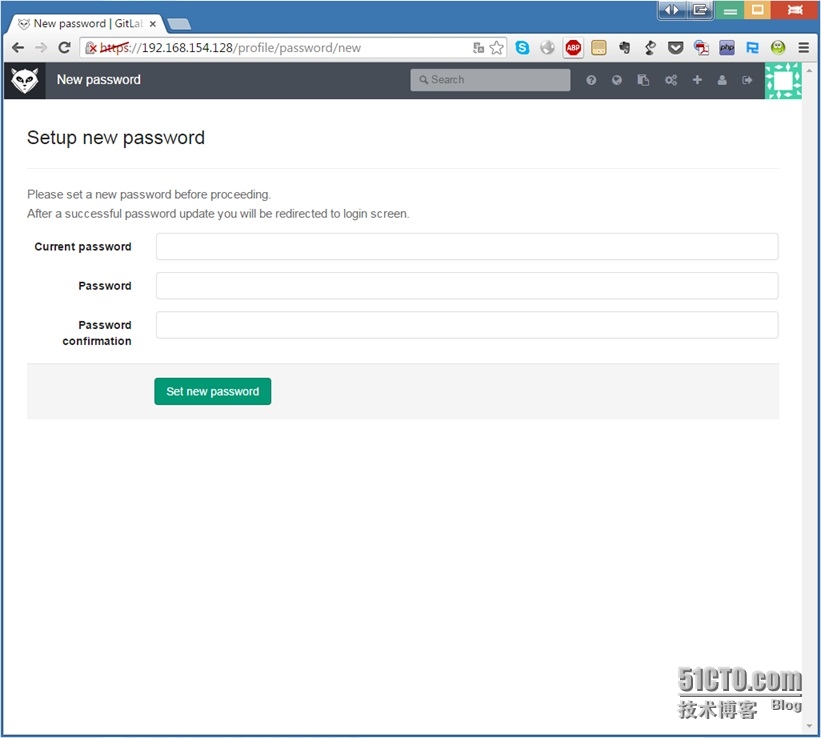 New password | GitLa
https://192.168.154.128/profile/password/new
ABP
php
New password
Search
Setup new password
Please set a new password before proceeding.
After a successful password update you will be redirected to login screen.
Current password
Password
Password
confirmation
Set new password
51CTO.com
技术博客 Blog